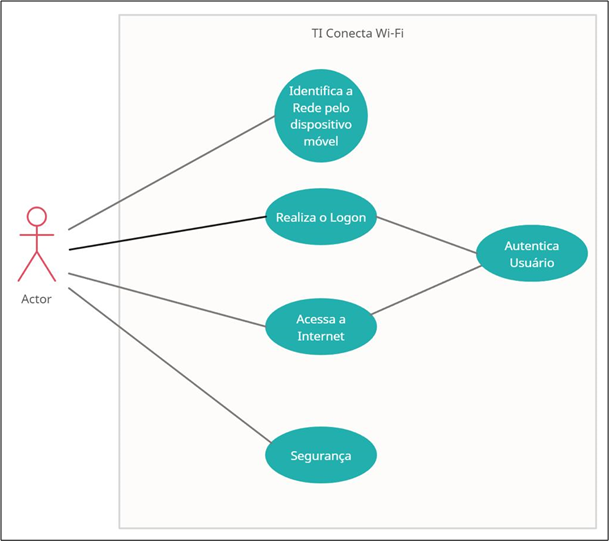 TI Conecta Wi-Fi
Identifica a
Rede pelo
dispositivo
móvel
Realiza o Logon
Autentica
Usuário
Actor
Acessa a
Internet
Segurança